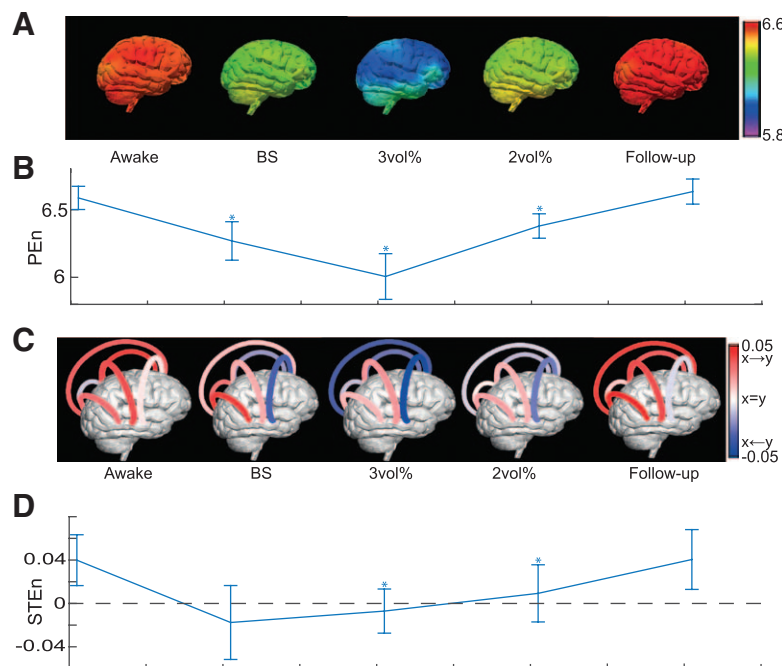 A
6.6
5.8
Awake BS 3vol% 2vol% Follow-up
B
PEn
6.5
6
* * *
C
0.05
x→y
x=y
x←y
-0.05
Awake BS 3vol% 2vol% Follow-up
D
STEn
0.04
0
-0.04
* *